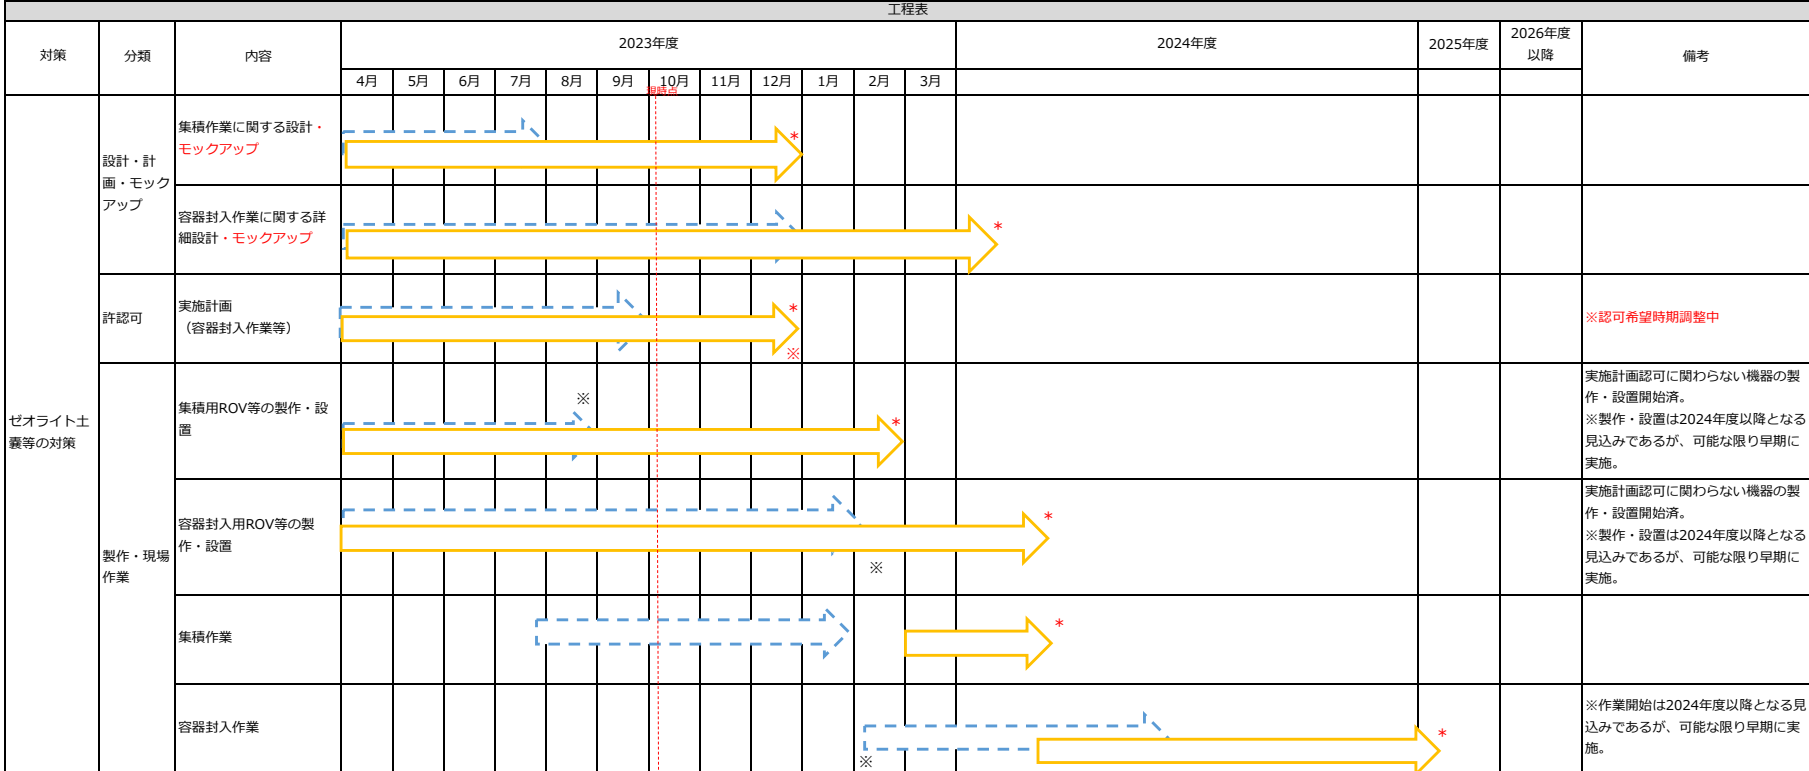 工程表
対策
分類
内容
2023年度
2024年度
2025年度
2026年度
以降
備考
4月
5月
6月
7月
8月
9月
10月
11月
12月
1月
2月
3月
現時点
ゼオライト土
嚢等の対策
設計・計
画・モック
アップ
集積作業に関する設計・
モックアップ
*
容器封入作業に関する詳
細設計・モックアップ
*
許認可
実施計画
（容器封入作業等）
*
※
※認可希望時期調整中
製作・現場
作業
集積用ROV等の製作・設
置
※
*
実施計画認可に関わらない機器の製
作・設置開始済。
※製作・設置は2024年度以降となる
見込みであるが、可能な限り早期に
実施。
容器封入用ROV等の製
作・設置
*
※
実施計画認可に関わらない機器の製
作・設置開始済。
※製作・設置は2024年度以降となる
見込みであるが、可能な限り早期に
実施。
集積作業
*
容器封入作業
※
*
※作業開始は2024年度以降となる見
込みであるが、可能な限り早期に実
施。